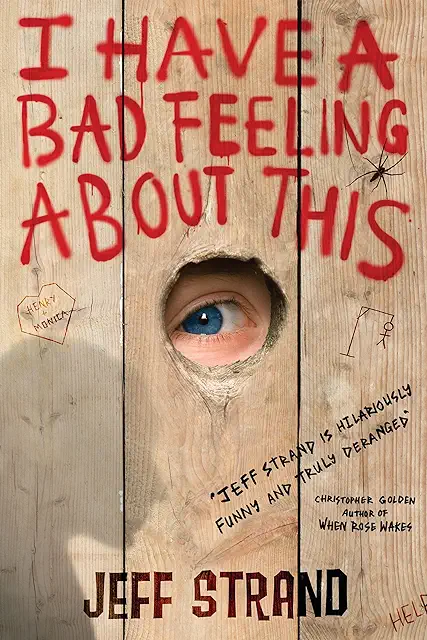 I HAVE A
BAD FEELING
ABOUT THIS
HENRY
+
MONICA
"JEFF STRAND IS HILARIOUSLY
FUNNY AND TRULY DERANGED"
CHRISTOPHER GOLDEN
AUTHOR OF
WHEN ROSE WAKES
JEFF STRAND
HELP